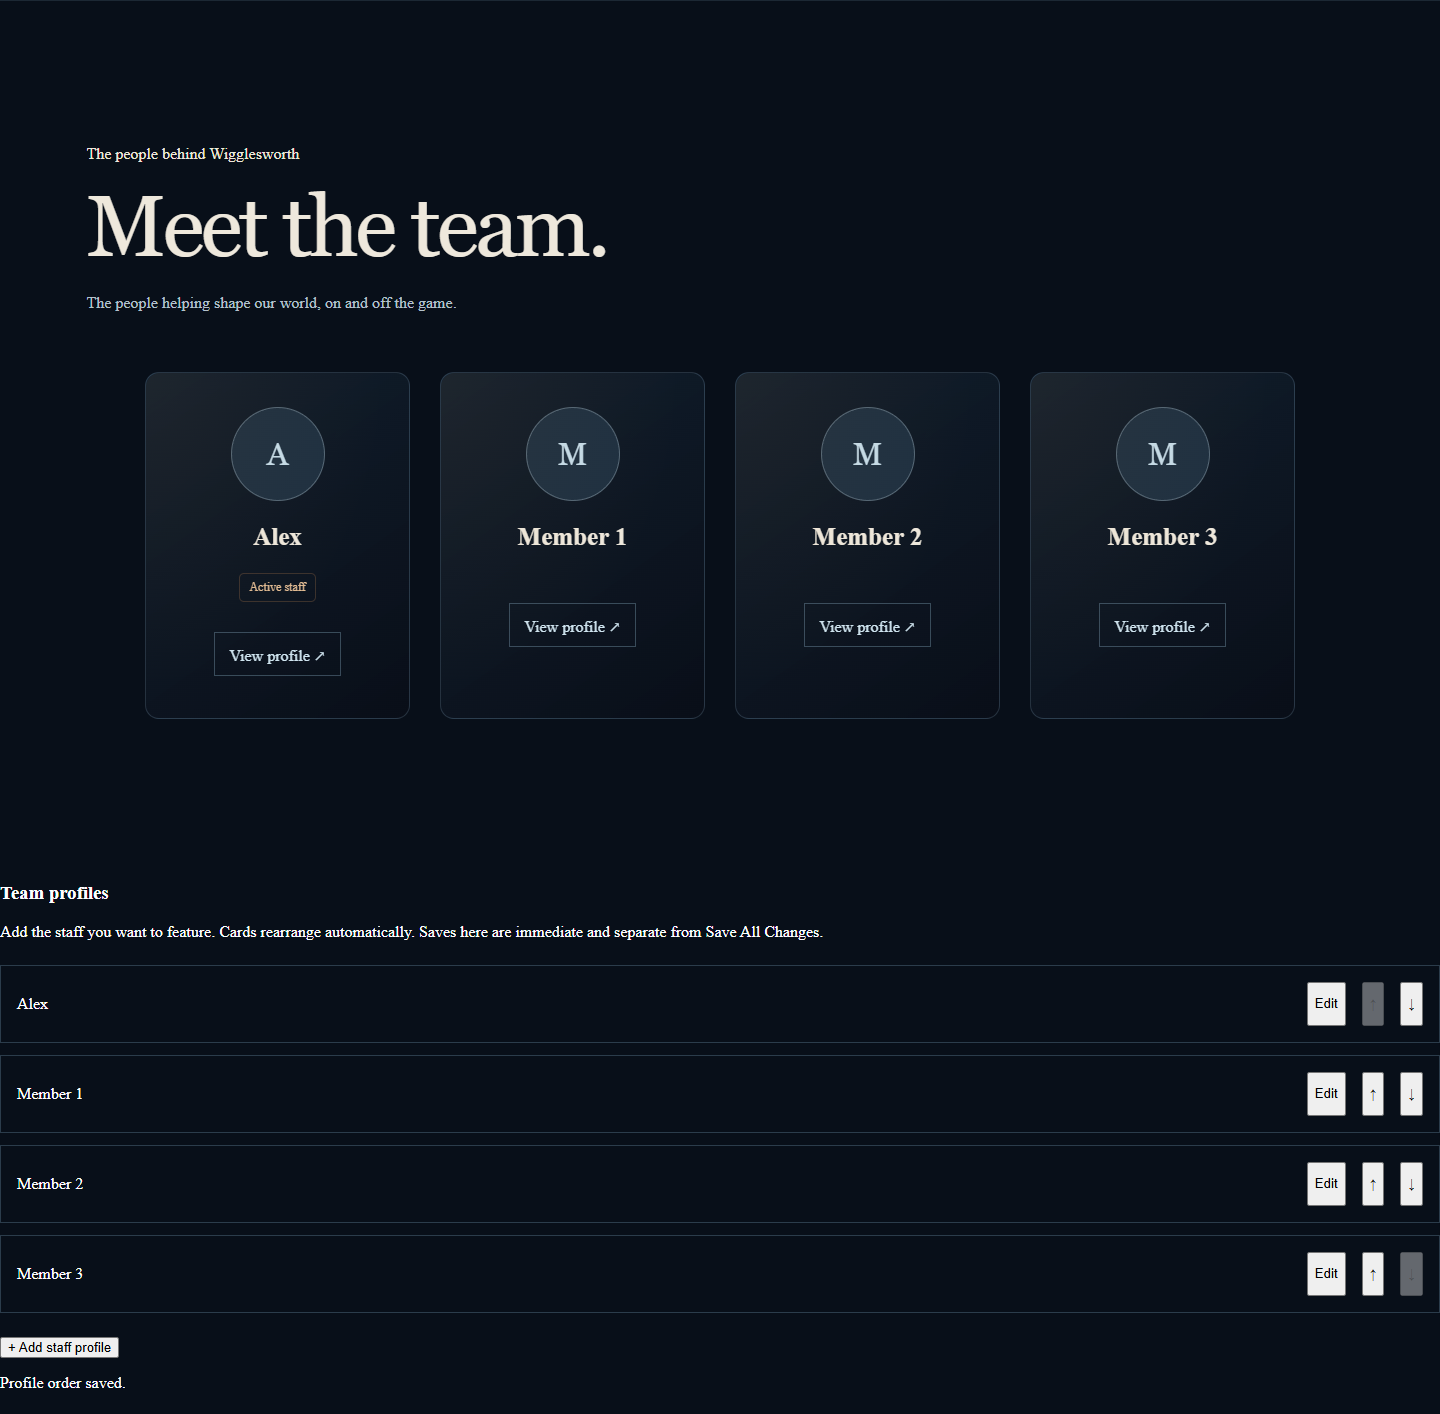 The people behind Wigglesworth
Meet the team.
The people helping shape our world, on and off the game.
A
Alex
Active staff
View profile ↗
M
Member 1
View profile ↗
M
Member 2
View profile ↗
M
Member 3
View profile ↗
Team profiles
Add the staff you want to feature. Cards rearrange automatically. Saves here are immediate and separate from Save All Changes.
Alex Edit ↑ ↓
Member 1 Edit ↑ ↓
Member 2 Edit ↑ ↓
Member 3 Edit ↑ ↓
+ Add staff profile
Profile order saved.